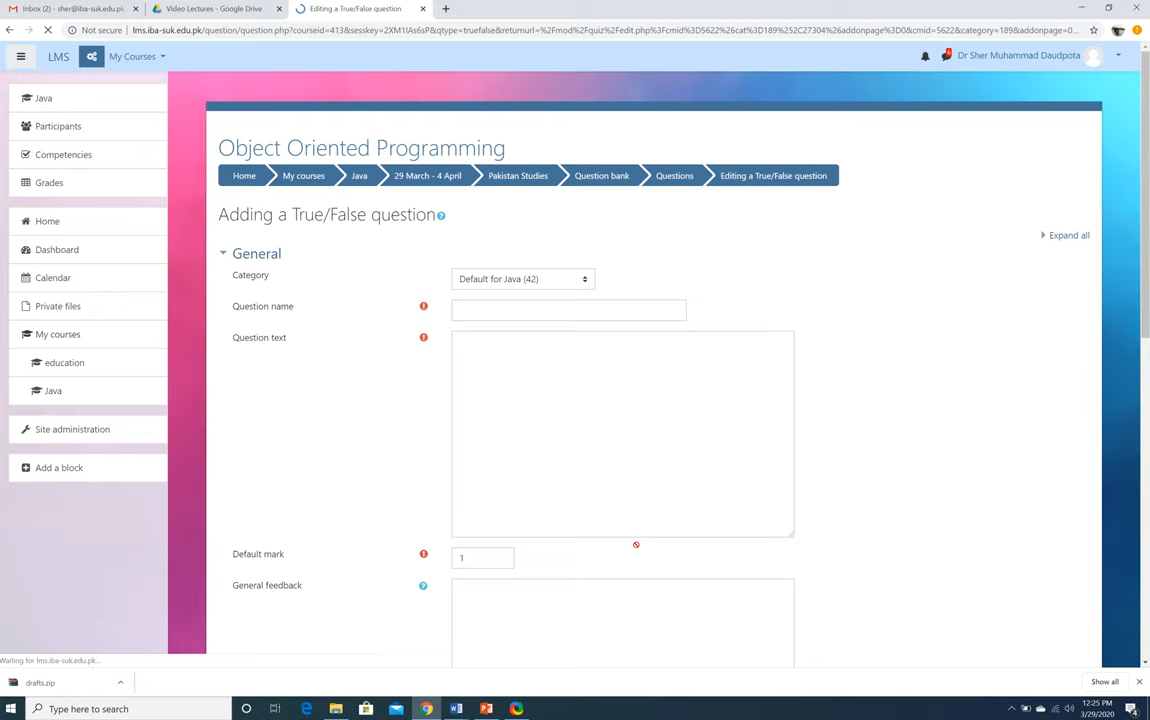 Inbox (2) - sher@iba-suk.edu.pk
Video Lectures - Google Drive
Editing a True/False question
Not secure | lms.iba-suk.edu.pk/question/question.php?courseid=413&sesskey=2XM1IAs6sP&qtype=truefalse&returnurl=%2Fmod%2Fquiz%2Fedit.php%3Fcmid%3D5622%26cat%3D189%252C27304%26addonpage%3D0&cmid=5622&category=189&addonpage=0...
LMS
My Courses
6
Dr Sher Muhammad Daudpota
Java
Participants
Competencies
Grades
Home
Dashboard
Calendar
Private files
My courses
education
Java
Site administration
Add a block
Object Oriented Programming
Home
My courses
Java
29 March - 4 April
Pakistan Studies
Question bank
Questions
Editing a True/False question
Adding a True/False question
Expand all
General
Category
Default for Java (42)
Question name
Question text
Default mark
1
General feedback
Waiting for lms.iba-suk.edu.pk...
drafts.zip
Show all
Type here to search
12:25 PM
3/29/2020
4